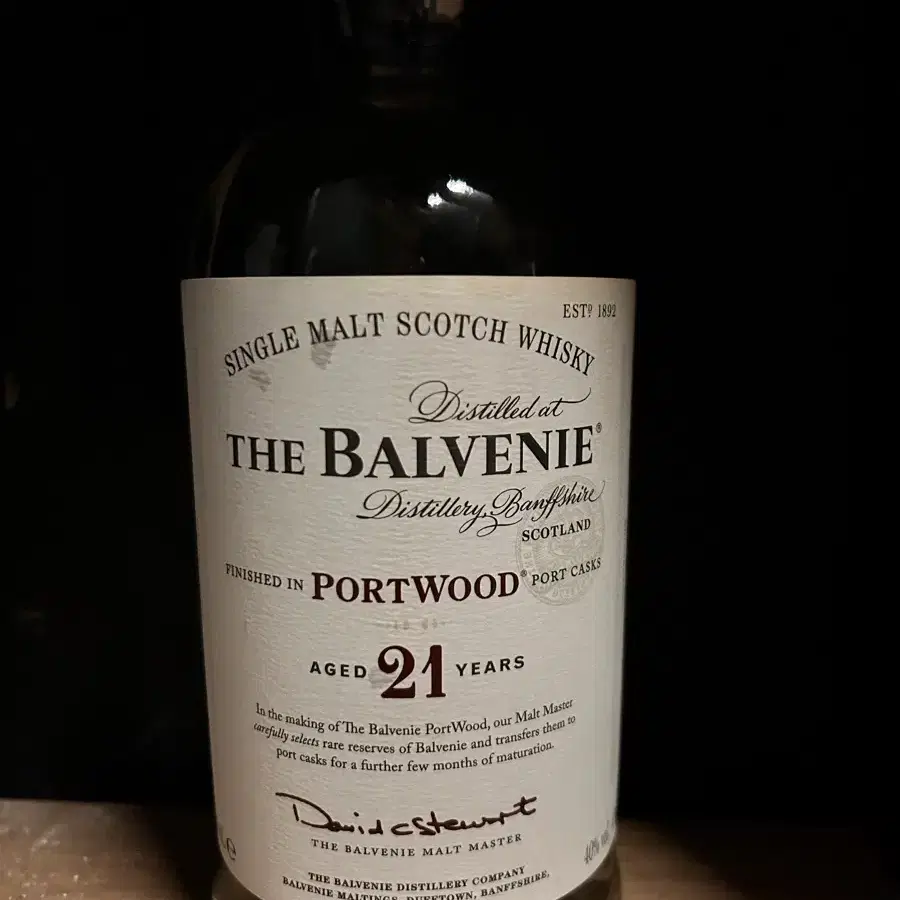 ESTD 1892
SINGLE MALT SCOTCH WHISKY
Distilled at
THE BALVENIE®
Distillery, Banffshire
SCOTLAND
FINISHED IN PORTWOOD® PORT CASKS
AGED 21 YEARS
In the making of The Balvenie PortWood, our Malt Master
carefully selects rare reserves of Balvenie and transfers them to
port casks for a further few months of maturation.
David C Stewart
THE BALVENIE MALT MASTER
THE BALVENIE DISTILLERY COMPANY
BALVENIE MALTINGS, DUFFTOWN, BANFFSHIRE,
40%